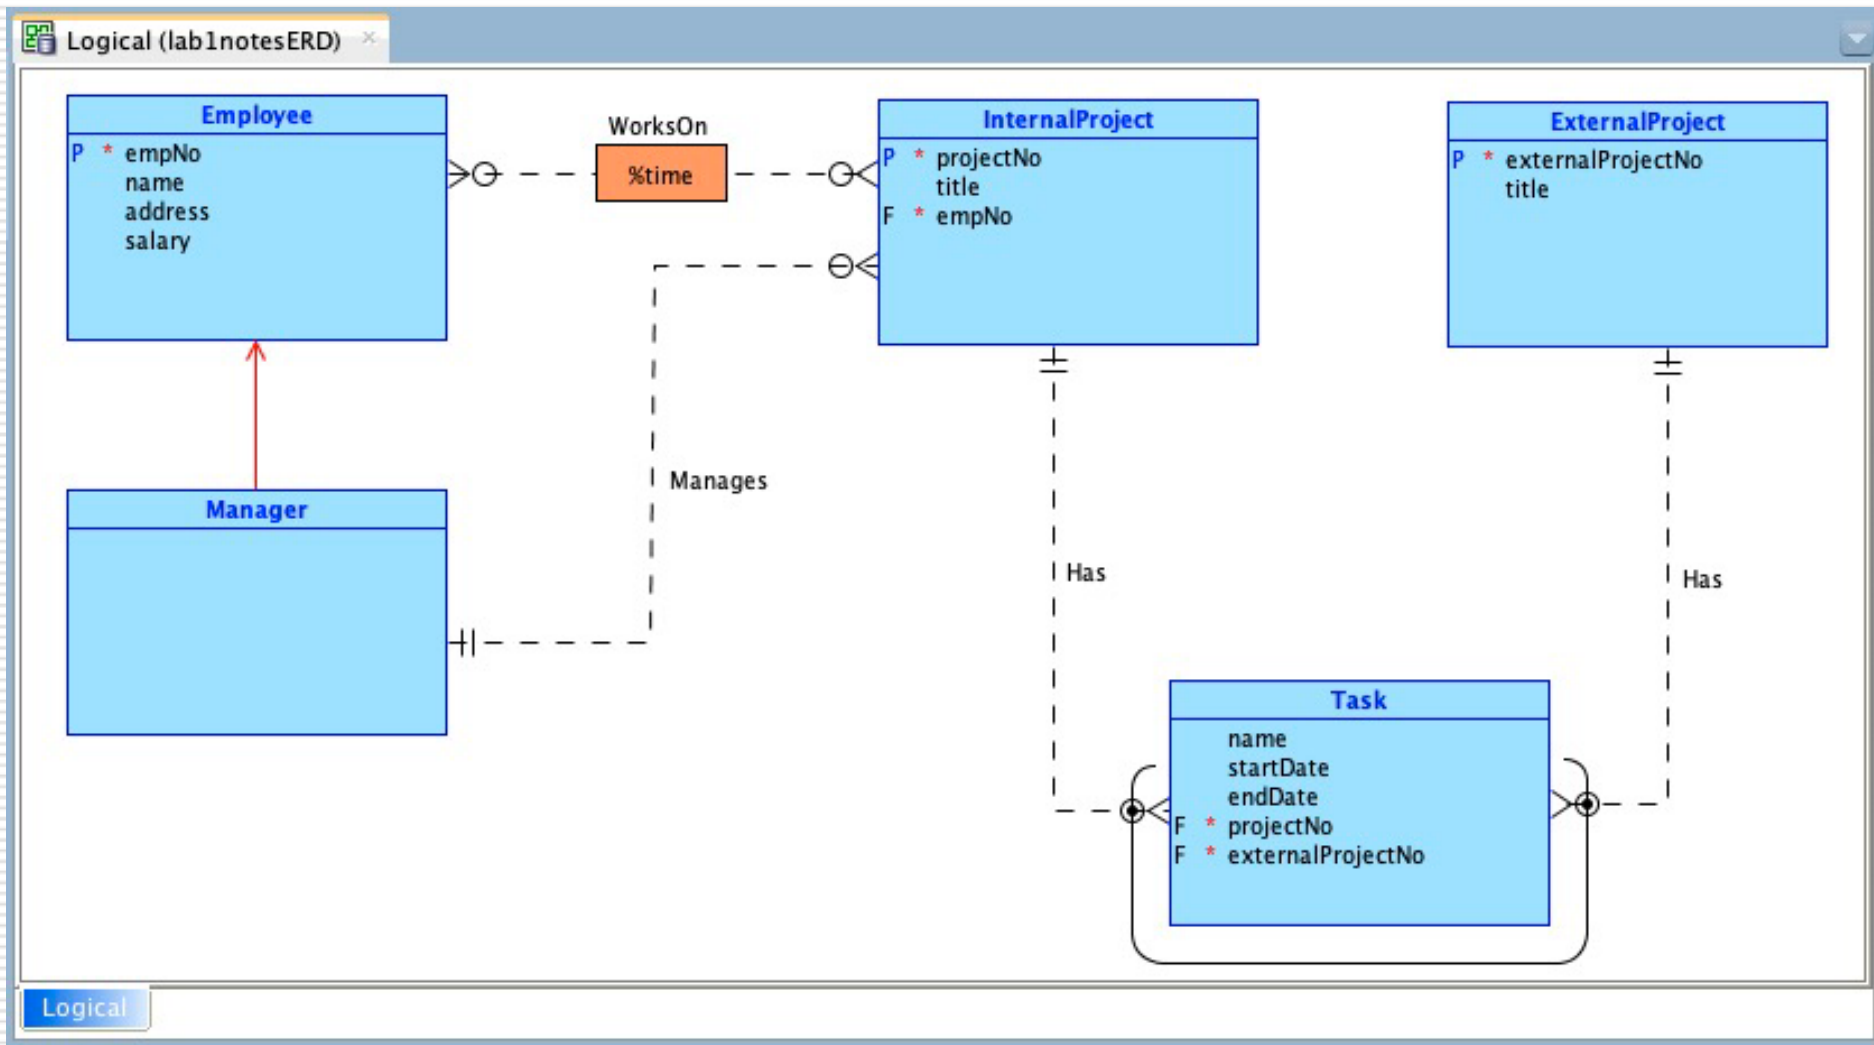 Logical (lab1notesERD)
Employee
P * empNo
name
address
salary
WorksOn
%time
InternalProject
P * projectNo
title
F * empNo
ExternalProject
P * externalProjectNo
title
Manages
Manager
Has
Has
Task
name
startDate
endDate
F * projectNo
F * externalProjectNo
Logical